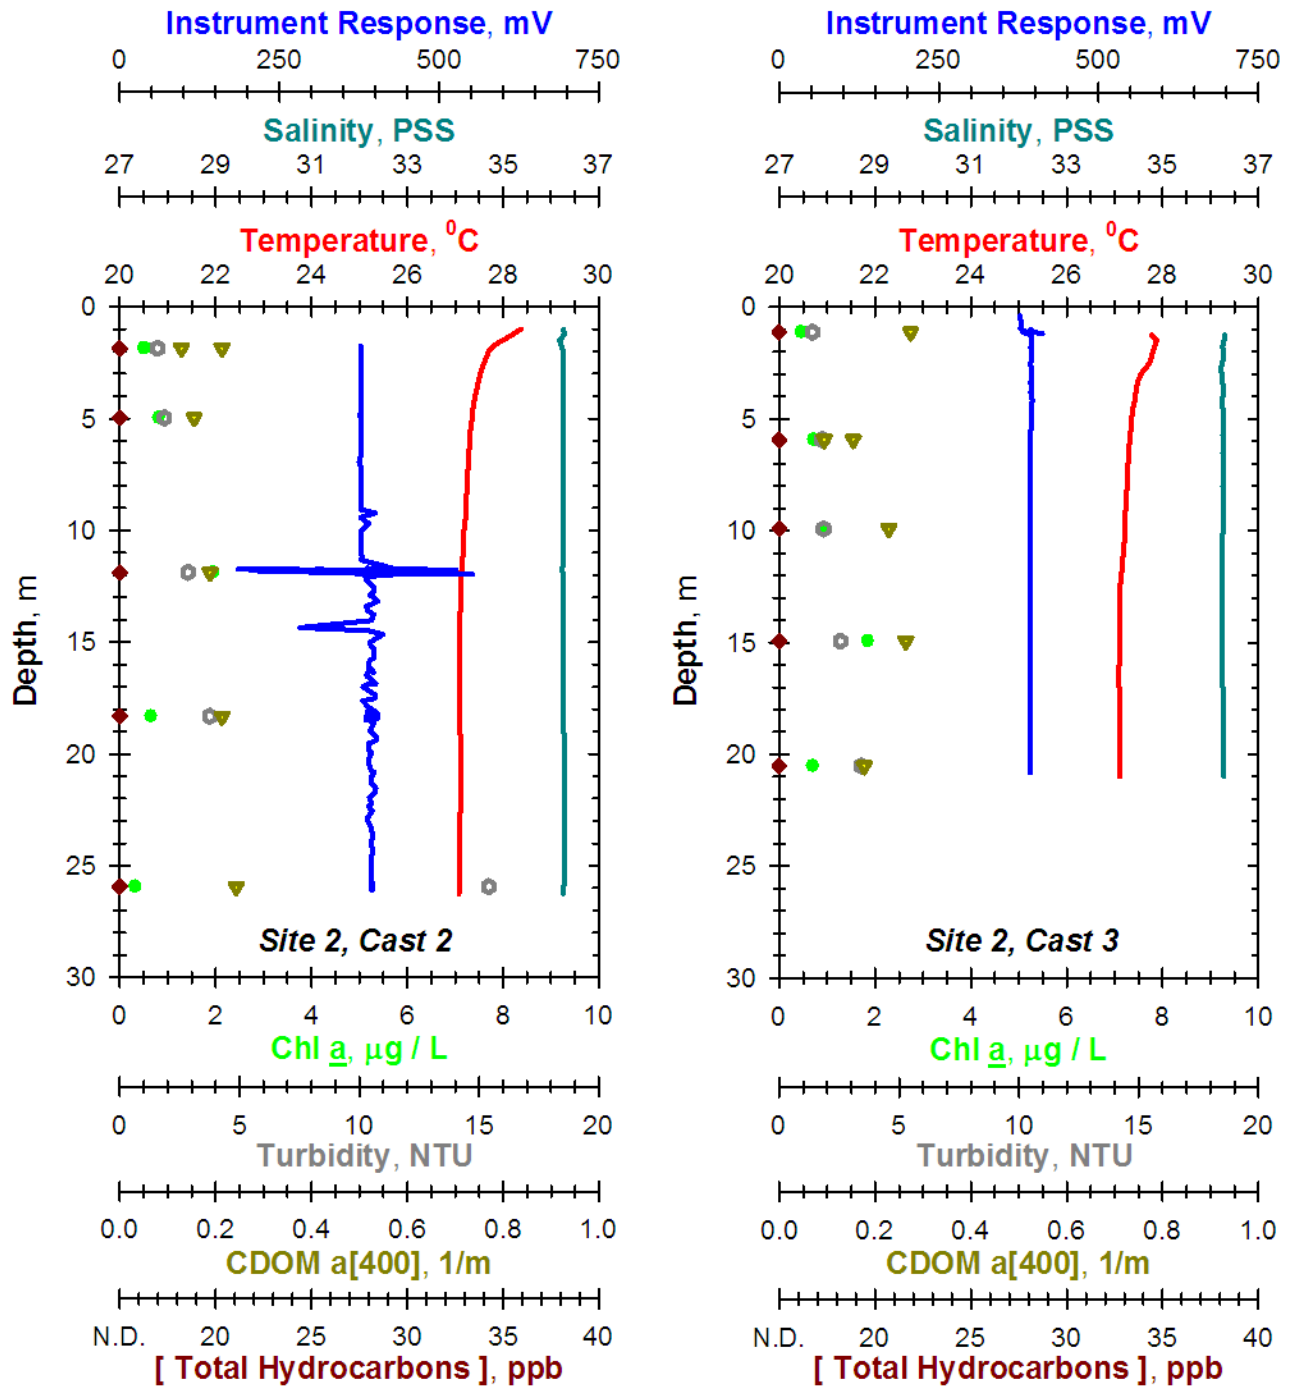 Instrument Response, mV
0 250 500 750
Salinity, PSS
27 29 31 33 35 37
Temperature, ⁰C
20 22 24 26 28 30
0
5
10
15
20
25
30
Depth, m
Site 2, Cast 2
0 2 4 6 8 10
Chl a, μg / L
0 5 10 15 20
Turbidity, NTU
0.0 0.2 0.4 0.6 0.8 1.0
CDOM a[400], 1/m
N.D. 20 25 30 35 40
[ Total Hydrocarbons ], ppb
Instrument Response, mV
0 250 500 750
Salinity, PSS
27 29 31 33 35 37
Temperature, ⁰C
20 22 24 26 28 30
0
5
10
15
20
25
30
Depth, m
Site 2, Cast 3
0 2 4 6 8 10
Chl a, μg / L
0 5 10 15 20
Turbidity, NTU
0.0 0.2 0.4 0.6 0.8 1.0
CDOM a[400], 1/m
N.D. 20 25 30 35 40
[ Total Hydrocarbons ], ppb